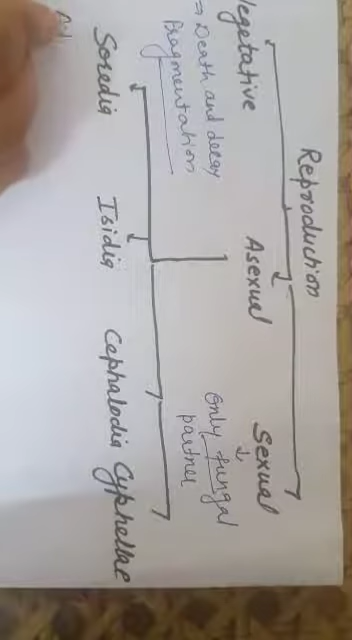 Reproduction
Vegetative
Asexual
Sexual
⇒ Death and decay
Fragmentation
Only fungal
partner
Soredia
Isidia
Cephalodia
Cyphellae